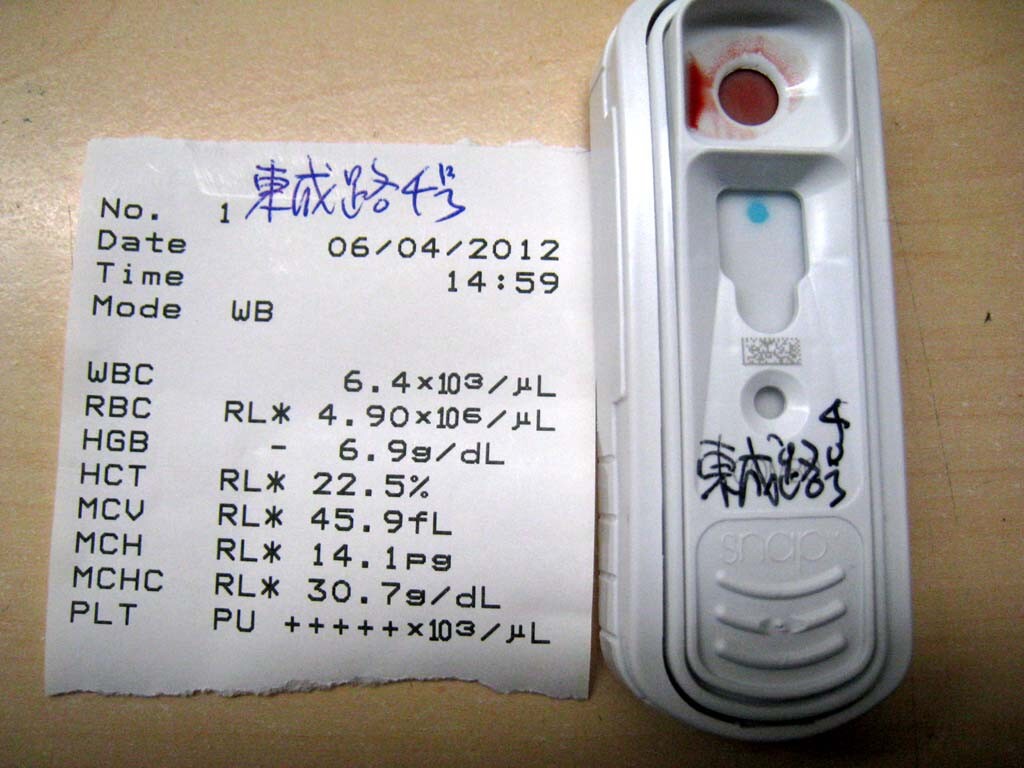 No. 1 東成路4号
Date 06/04/2012
Time 14:59
Mode WB
WBC 6.4×10³/μL
RBC RL* 4.90×10⁶/μL
HGB - 6.9g/dL
HCT RL* 22.5%
MCV RL* 45.9fL
MCH RL* 14.1pg
MCHC RL* 30.7g/dL
PLT PU +++++×10³/μL
東成路4号
snap